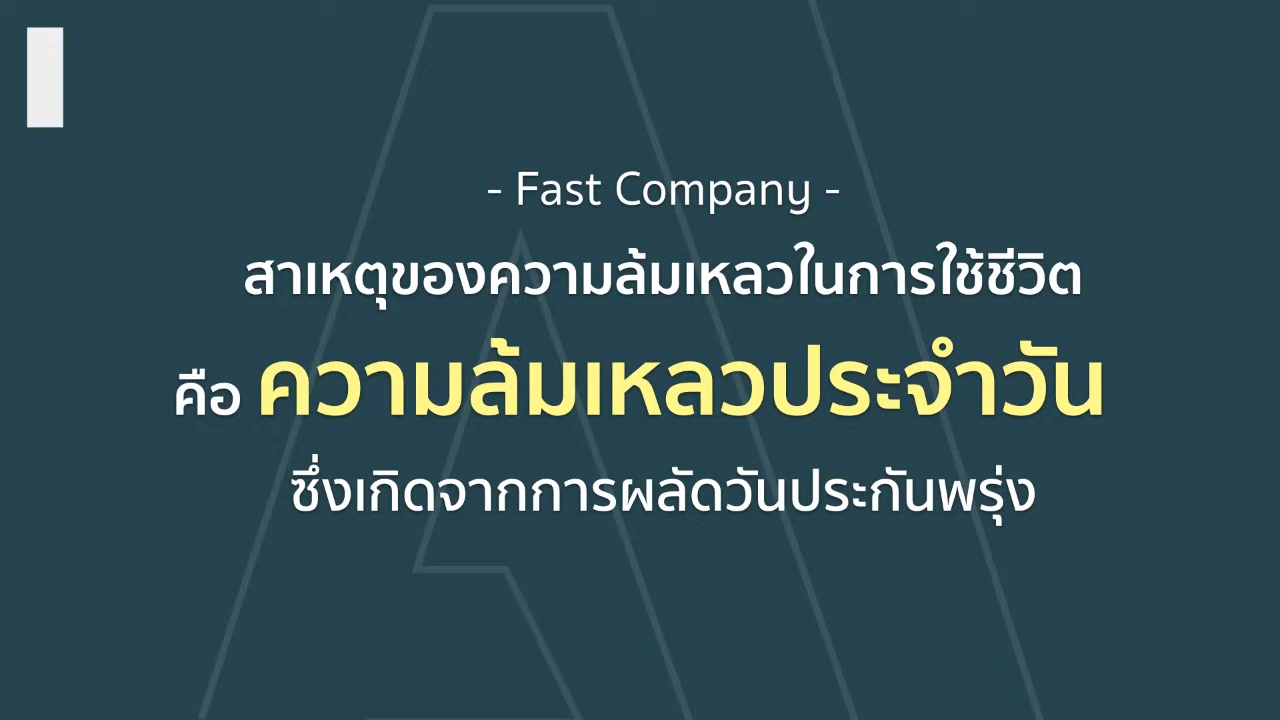 - Fast Company -
สาเหตุของความล้มเหลวในการใช้ชีวิต
คือ ความล้มเหลวประจำวัน
ซึ่งเกิดจากการผลัดวันประกันพรุ่ง